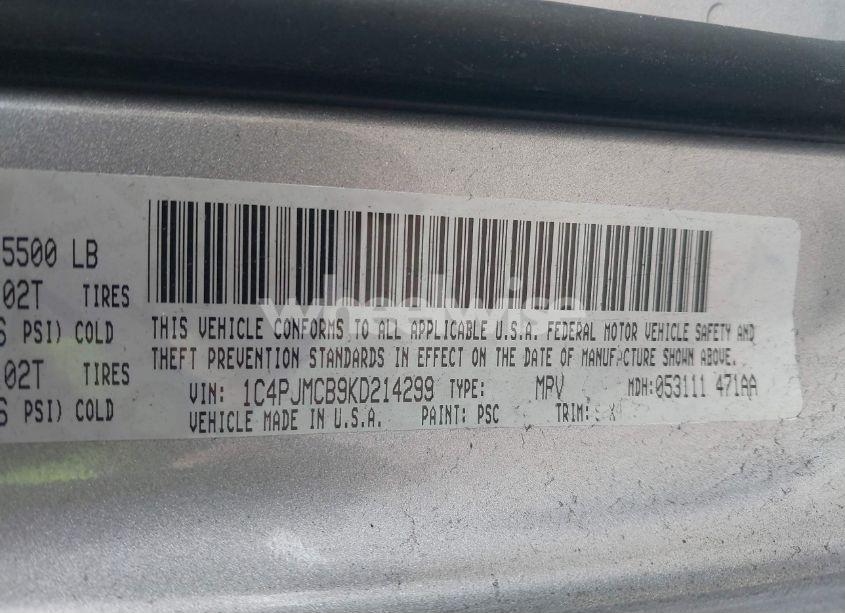 5500 LB
02T TIRES
PSI) COLD
02T TIRES
PSI) COLD
wheelwise
THIS VEHICLE CONFORMS TO ALL APPLICABLE U.S.A. FEDERAL MOTOR VEHICLE SAFETY AND
THEFT PREVENTION STANDARDS IN EFFECT ON THE DATE OF MANUFACTURE SHOWN ABOVE.
VIN: 1C4PJMCB9KD214299 TYPE: MPV MDH:053111 471AA
VEHICLE MADE IN U.S.A. PAINT: PSC TRIM: